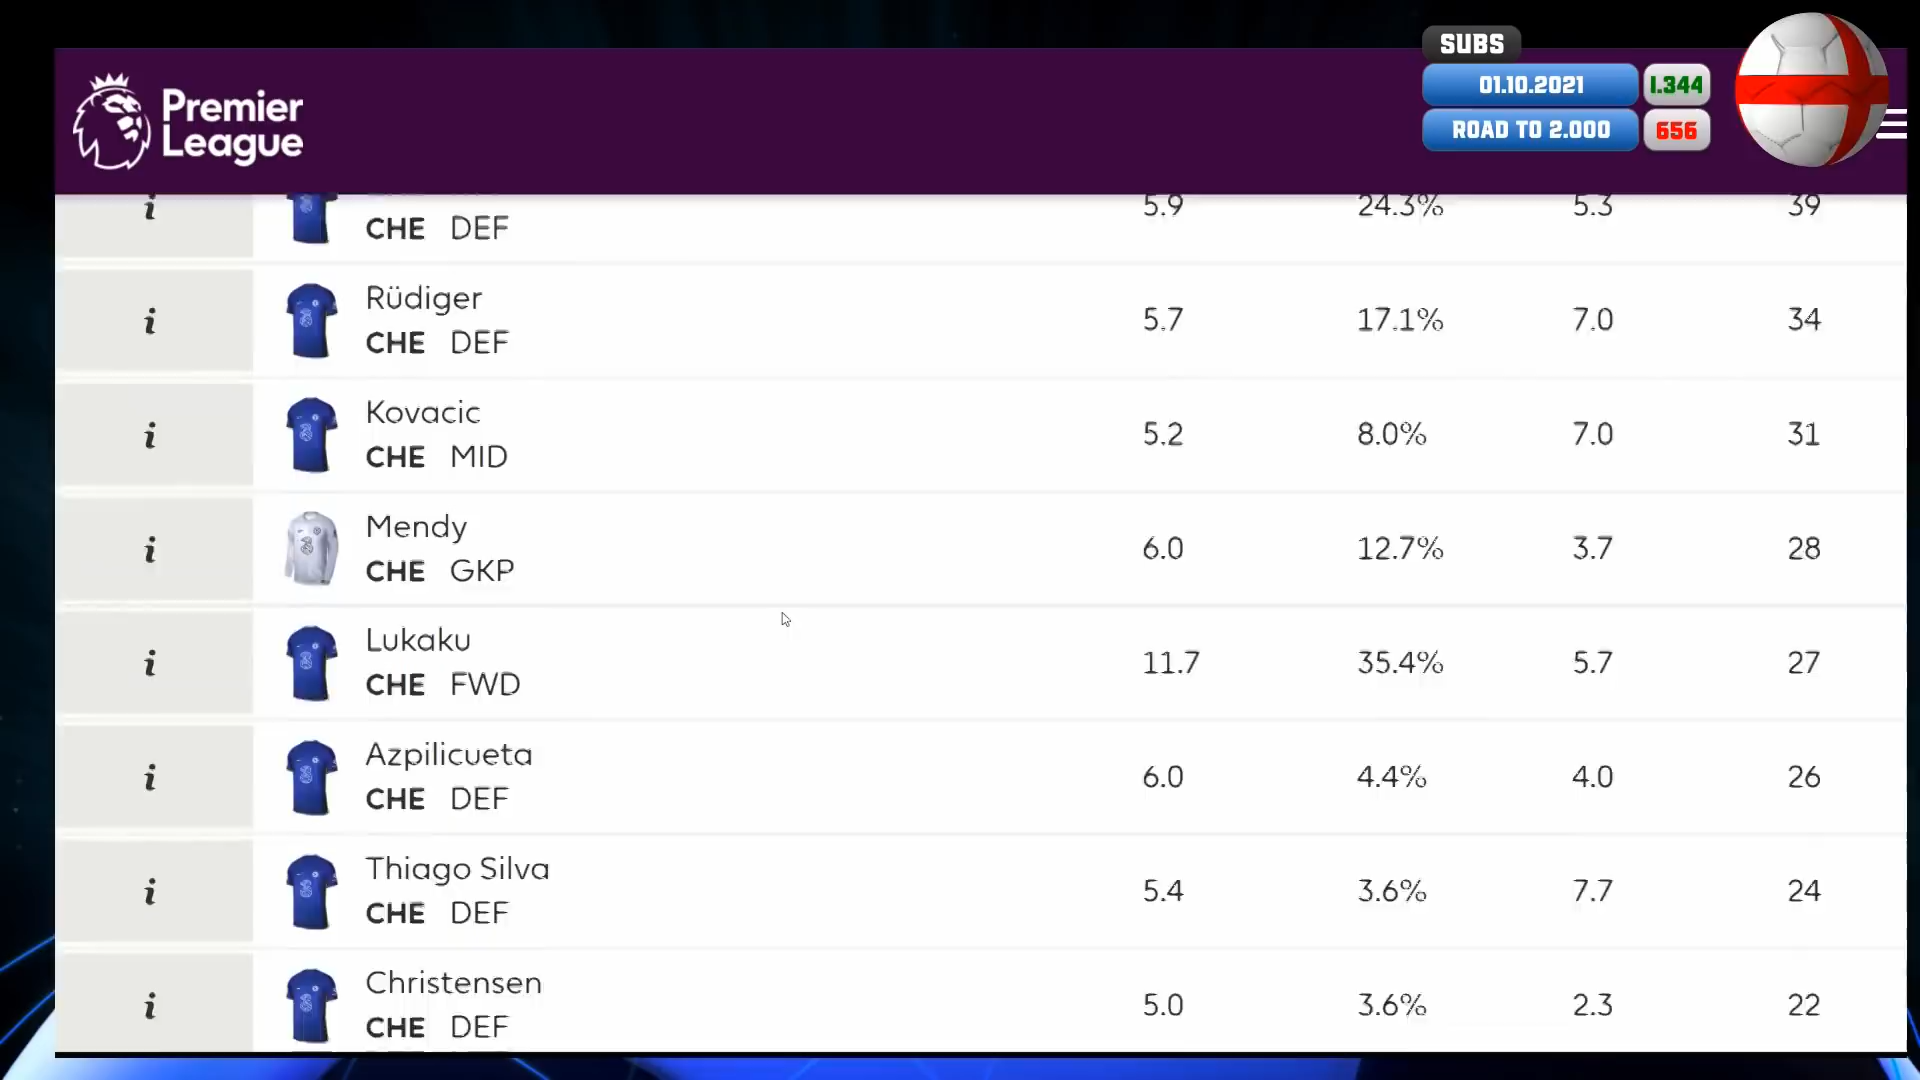 SUBS
01.10.2021 1.344
ROAD TO 2.000 656
Premier
League
i 5.9 24.3% 5.3 39
CHE DEF
Rüdiger
i 5.7 17.1% 7.0 34
CHE DEF
Kovacic
i 5.2 8.0% 7.0 31
CHE MID
Mendy
i 6.0 12.7% 3.7 28
CHE GKP
Lukaku
i 11.7 35.4% 5.7 27
CHE FWD
Azpilicueta
i 6.0 4.4% 4.0 26
CHE DEF
Thiago Silva
i 5.4 3.6% 7.7 24
CHE DEF
Christensen
i 5.0 3.6% 2.3 22
CHE DEF